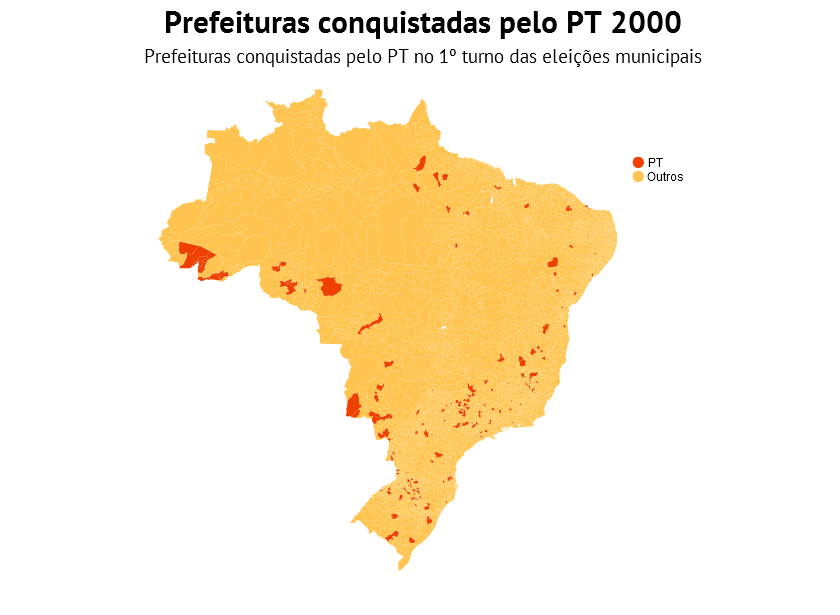 Prefeituras conquistadas pelo PT 2000
Prefeituras conquistadas pelo PT no 1º turno das eleições municipais
PT
Outros